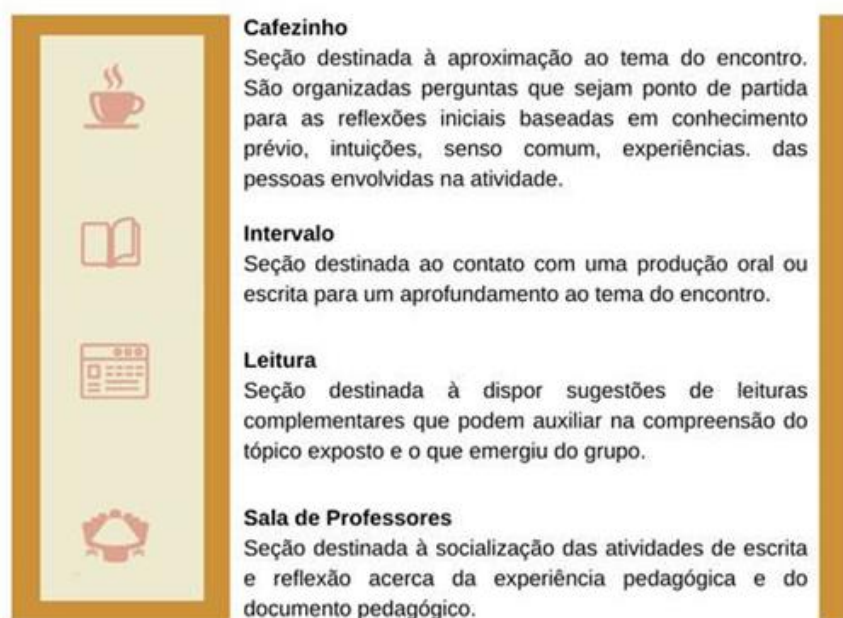 Cafezinho
Seção destinada à aproximação ao tema do encontro.
São organizadas perguntas que sejam ponto de partida
para as reflexões iniciais baseadas em conhecimento
prévio, intuições, senso comum, experiências. das
pessoas envolvidas na atividade.
Intervalo
Seção destinada ao contato com uma produção oral ou
escrita para um aprofundamento ao tema do encontro.
Leitura
Seção destinada à dispor sugestões de leituras
complementares que podem auxiliar na compreensão do
tópico exposto e o que emergiu do grupo.
Sala de Professores
Seção destinada à socialização das atividades de escrita
e reflexão acerca da experiência pedagógica e do
documento pedagógico.